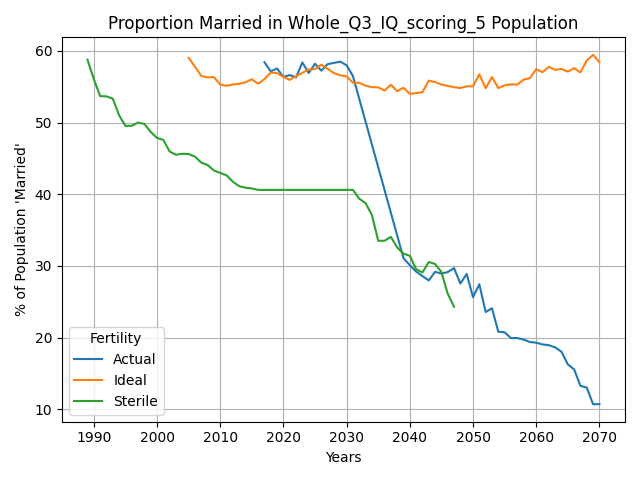 Proportion Married in Whole_Q3_IQ_scoring_5 Population
% of Population 'Married'
60
50
40
30
20
10
Fertility
Actual
Ideal
Sterile
1990 2000 2010 2020 2030 2040 2050 2060 2070
Years